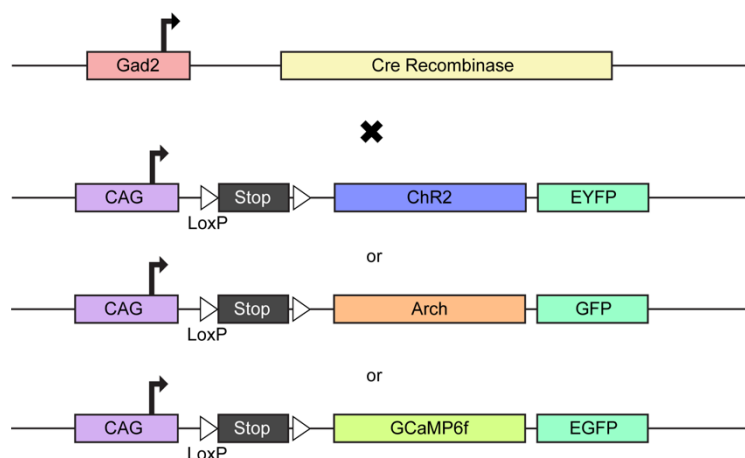 Gad2 Cre Recombinase
CAG Stop ChR2 EYFP
LoxP
or
CAG Stop Arch GFP
LoxP
or
CAG Stop GCaMP6f EGFP
LoxP